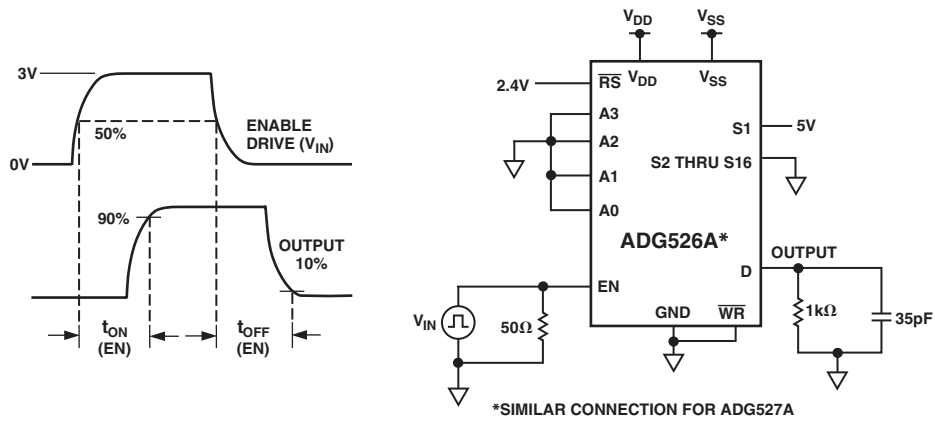 3V
50%
0V
ENABLE
DRIVE (VIN)
90%
OUTPUT
10%
tON
(EN)
tOFF
(EN)
VDD
VSS
2.4V
RS
VDD
VSS
A3
A2
A1
A0
S1
5V
S2 THRU S16
ADG526A*
OUTPUT
D
EN
VIN
50Ω
GND
WR
1kΩ
35pF
*SIMILAR CONNECTION FOR ADG527A